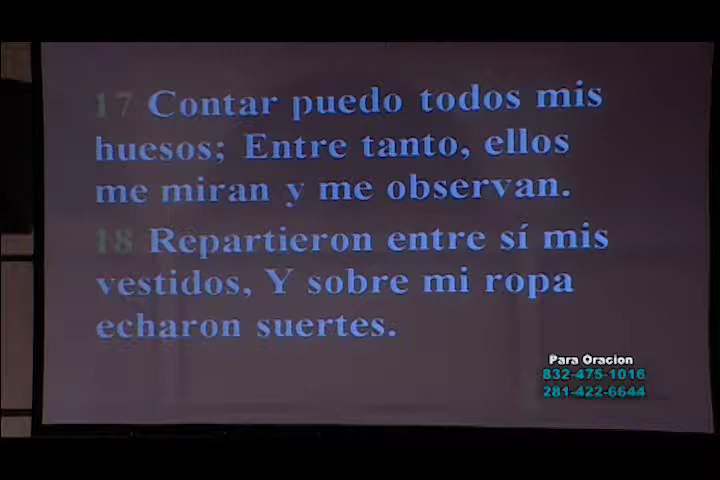 17 Contar puedo todos mis
huesos; Entre tanto, ellos
me miran y me observan.
18 Repartieron entre sí mis
vestidos, Y sobre mi ropa
echaron suertes.
Para Oracion
832-475-1016
281-422-6644